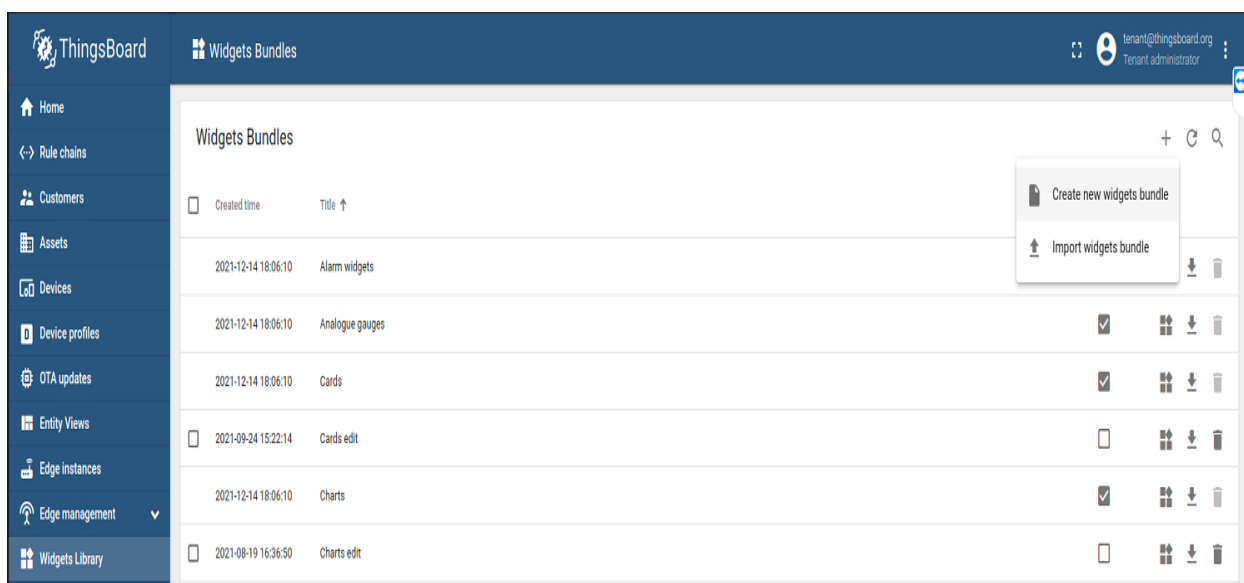 ThingsBoard
Widgets Bundles
tenant@thingsboard.org
Tenant administrator
Home
Rule chains
Customers
Assets
Devices
Device profiles
OTA updates
Entity Views
Edge instances
Edge management
Widgets Library
Widgets Bundles
Create new widgets bundle
Import widgets bundle
Created time Title
2021-12-14 18:06:10 Alarm widgets
2021-12-14 18:06:10 Analogue gauges
2021-12-14 18:06:10 Cards
2021-09-24 15:22:14 Cards edit
2021-12-14 18:06:10 Charts
2021-08-19 16:36:50 Charts edit